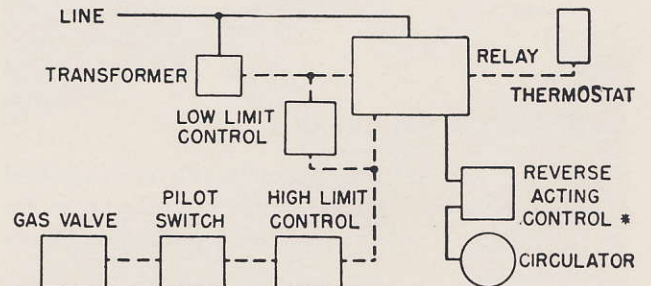 LINE
RELAY
TRANSFORMER
THERMOSTAT
LOW LIMIT
CONTROL
REVERSE
ACTING
CONTROL *
PILOT
SWITCH
HIGH LIMIT
CONTROL
GAS VALVE
CIRCULATOR